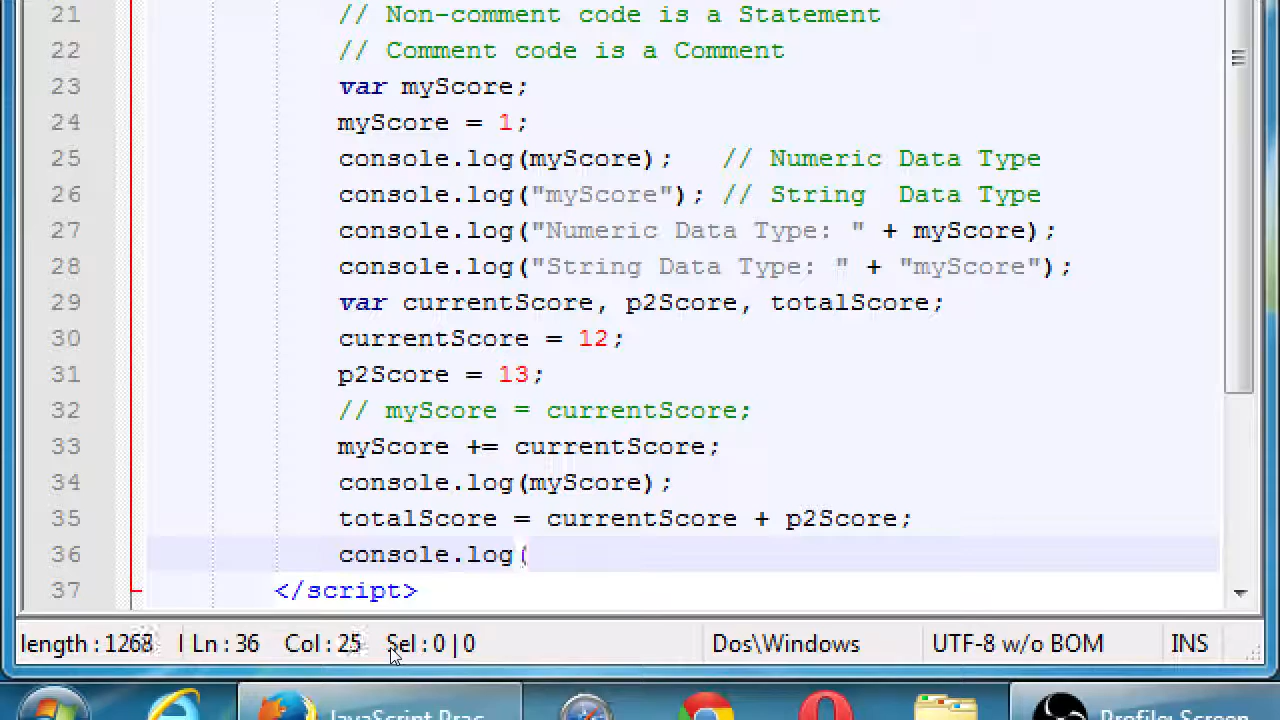 21 // Non-comment code is a Statement
22 // Comment code is a Comment
23 var myScore;
24 myScore = 1;
25 console.log(myScore);   // Numeric Data Type
26 console.log("myScore"); // String  Data Type
27 console.log("Numeric Data Type: " + myScore);
28 console.log("String Data Type: " + "myScore");
29 var currentScore, p2Score, totalScore;
30 currentScore = 12;
31 p2Score = 13;
32 // myScore = currentScore;
33 myScore += currentScore;
34 console.log(myScore);
35 totalScore = currentScore + p2Score;
36 console.log(
37 </script>
length : 1268 Ln : 36 Col : 25 Sel : 0 | 0 Dos\Windows UTF-8 w/o BOM INS
JavaScript Prac... Profile: Screen